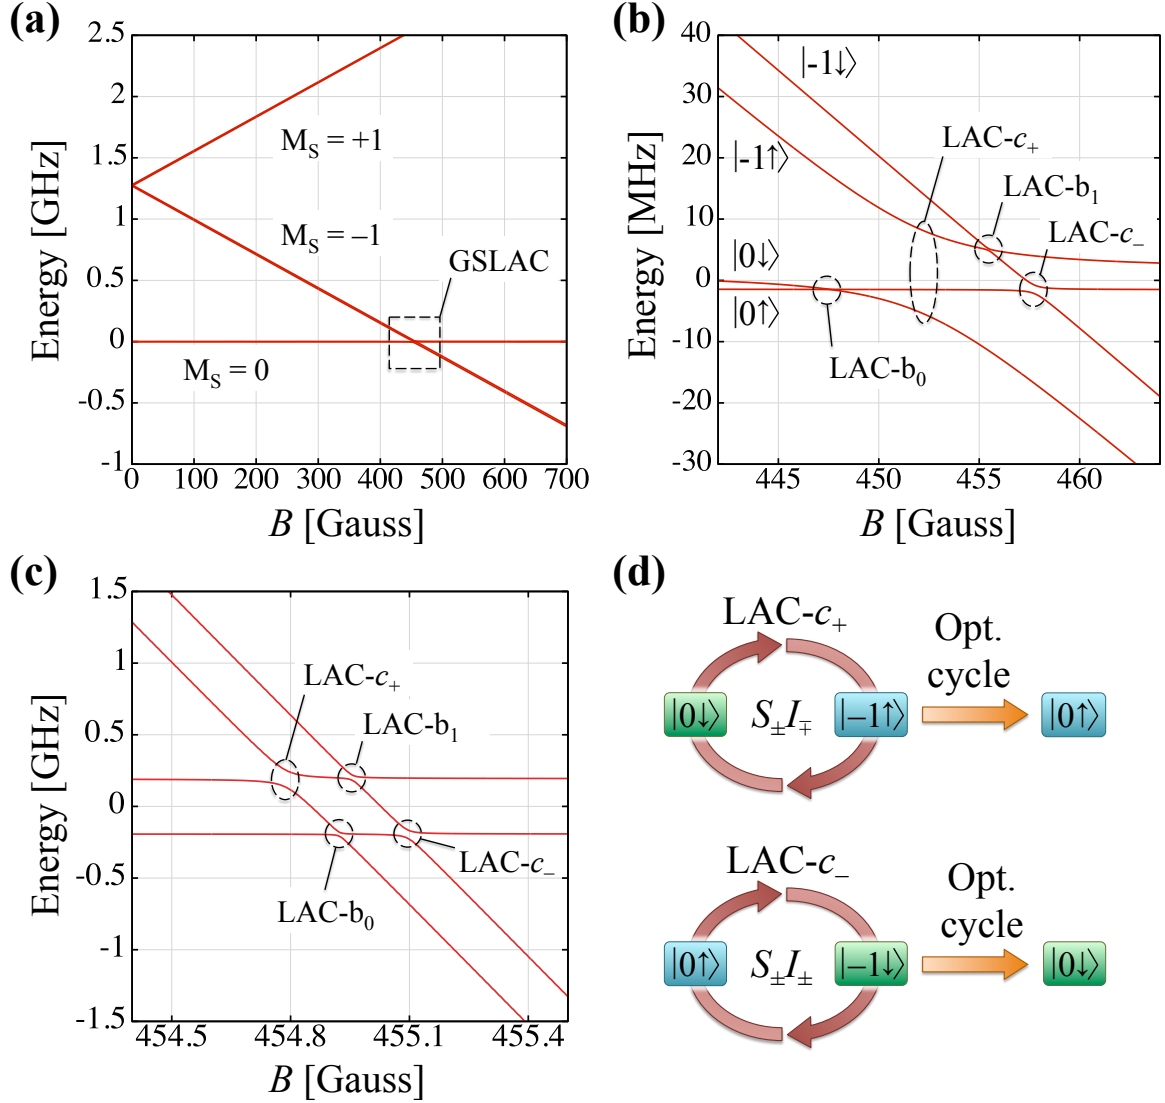 (a)
2.5
2
1.5
1
0.5
0
-0.5
-1
Energy [GHz]
M_S = +1
M_S = –1
GSLAC
M_S = 0
0 100 200 300 400 500 600 700
B [Gauss]
(b)
40
30
20
10
0
-10
-20
-30
Energy [MHz]
|-1↓⟩
|-1↑⟩
|0↓⟩
|0↑⟩
LAC-c₊
LAC-b₁
LAC-c₋
LAC-b₀
445 450 455 460
B [Gauss]
(c)
1.5
1
0.5
0
-0.5
-1
-1.5
Energy [GHz]
LAC-c₊
LAC-b₁
LAC-c₋
LAC-b₀
454.5 454.8 455.1 455.4
B [Gauss]
(d)
LAC-c₊
Opt.
cycle
|0↓⟩ S±I∓ |–1↑⟩ |0↑⟩
LAC-c₋
Opt.
cycle
|0↑⟩ S±I± |–1↓⟩ |0↓⟩